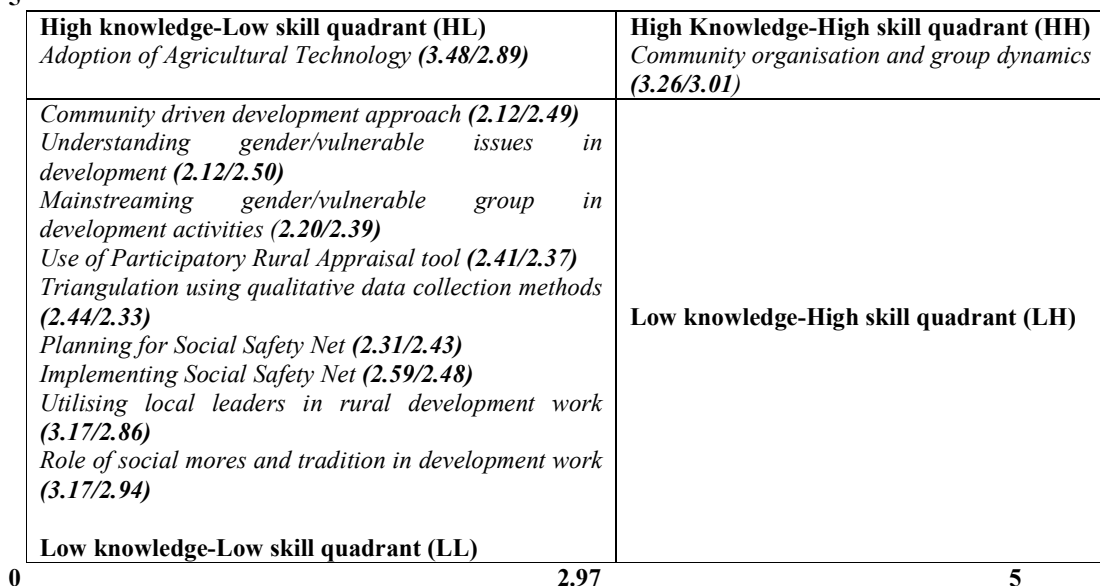 High knowledge-Low skill quadrant (HL)
Adoption of Agricultural Technology (3.48/2.89)
High Knowledge-High skill quadrant (HH)
Community organisation and group dynamics
(3.26/3.01)
Community driven development approach (2.12/2.49)
Understanding gender/vulnerable issues in
development (2.12/2.50)
Mainstreaming gender/vulnerable group in
development activities (2.20/2.39)
Use of Participatory Rural Appraisal tool (2.41/2.37)
Triangulation using qualitative data collection methods
(2.44/2.33)
Planning for Social Safety Net (2.31/2.43)
Implementing Social Safety Net (2.59/2.48)
Utilising local leaders in rural development work
(3.17/2.86)
Role of social mores and tradition in development work
(3.17/2.94)
Low knowledge-Low skill quadrant (LL)
Low knowledge-High skill quadrant (LH)
0 2.97 5